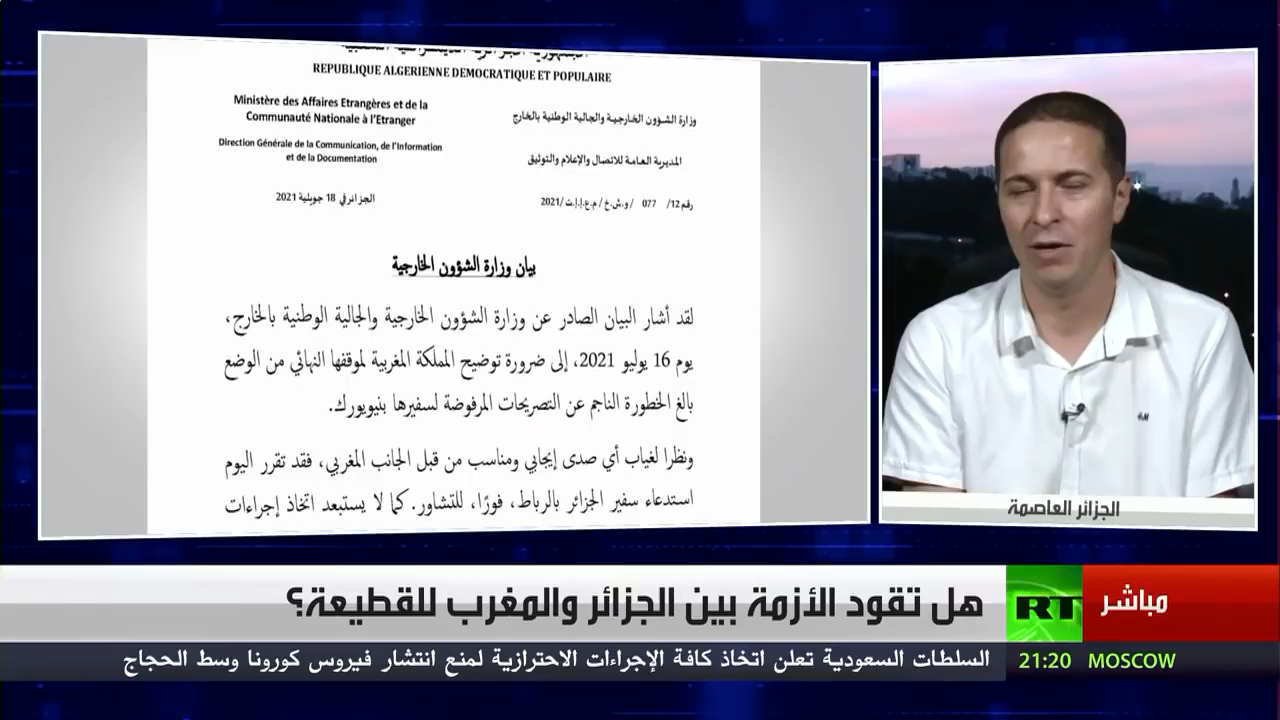 REPUBLIQUE ALGERIENNE DEMOCRATIQUE ET POPULAIRE
Ministère des Affaires Etrangères et de la
Communauté Nationale à l'Etranger
Direction Générale de la Communication, de l'Information
et de la Documentation
وزارة الشؤون الخارجية والجالية الوطنية بالخارج
المديرية العامة للاتصال والإعلام والتوثيق
الجزائر في 18 جويلية 2021
رقم 12/ 077 /و.ش.خ/ م.ع.إ.إ.ت/2021
بيان وزارة الشؤون الخارجية
لقد أشار البيان الصادر عن وزارة الشؤون الخارجية والجالية الوطنية بالخارج،
يوم 16 يوليو 2021، إلى ضرورة توضيح المملكة المغربية لموقفها النهائي من الوضع
بالغ الخطورة الناجم عن التصريحات المرفوضة لسفيرها بنيويورك.
ونظرا لغياب أي صدى إيجابي ومناسب من قبل الجانب المغربي، فقد تقرر اليوم
استدعاء سفير الجزائر بالرباط، فورًا، للتشاور. كما لا يستبعد اتخاذ إجراءات
الجزائر العاصمة
H&M
مباشر
RT
هل تقود الأزمة بين الجزائر والمغرب للقطيعة؟
21:20 MOSCOW
السلطات السعودية تعلن اتخاذ كافة الإجراءات الاحترازية لمنع انتشار فيروس كورونا وسط الحجاج